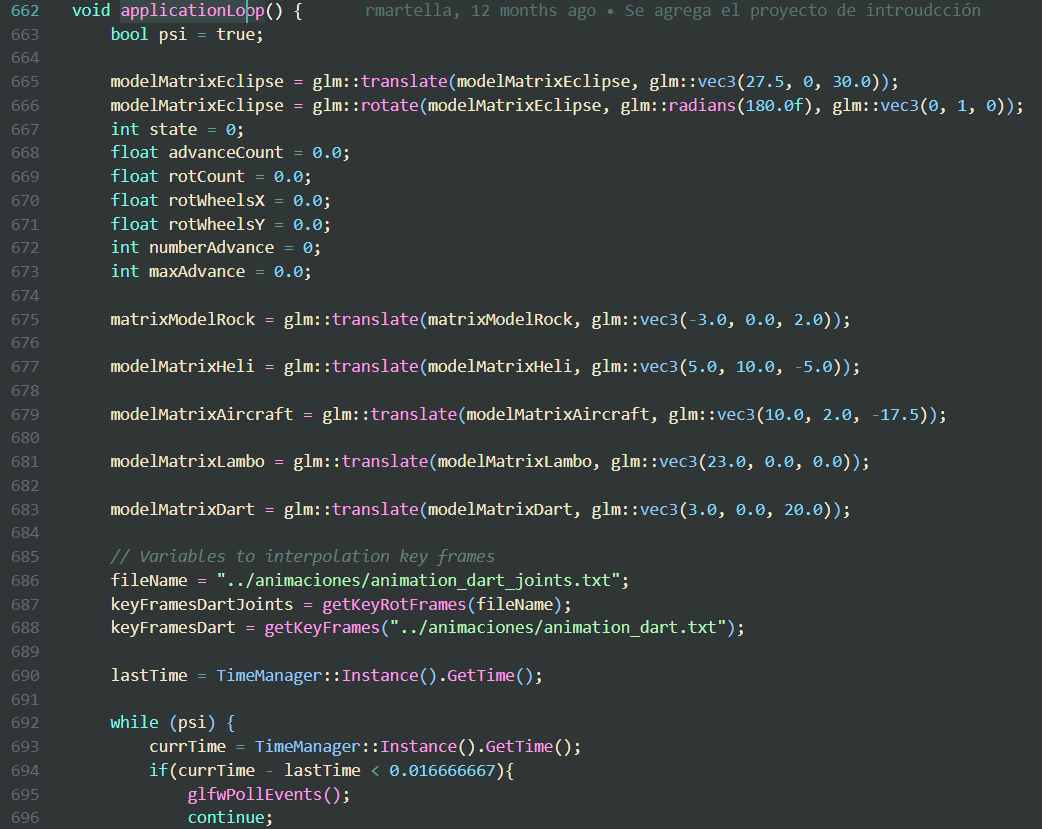 662 void applicationLoop() { rmartella, 12 months ago • Se agrega el proyecto de introudcción
663 bool psi = true;
664
665 modelMatrixEclipse = glm::translate(modelMatrixEclipse, glm::vec3(27.5, 0, 30.0));
666 modelMatrixEclipse = glm::rotate(modelMatrixEclipse, glm::radians(180.0f), glm::vec3(0, 1, 0));
667 int state = 0;
668 float advanceCount = 0.0;
669 float rotCount = 0.0;
670 float rotWheelsX = 0.0;
671 float rotWheelsY = 0.0;
672 int numberAdvance = 0;
673 int maxAdvance = 0.0;
674
675 matrixModelRock = glm::translate(matrixModelRock, glm::vec3(-3.0, 0.0, 2.0));
676
677 modelMatrixHeli = glm::translate(modelMatrixHeli, glm::vec3(5.0, 10.0, -5.0));
678
679 modelMatrixAircraft = glm::translate(modelMatrixAircraft, glm::vec3(10.0, 2.0, -17.5));
680
681 modelMatrixLambo = glm::translate(modelMatrixLambo, glm::vec3(23.0, 0.0, 0.0));
682
683 modelMatrixDart = glm::translate(modelMatrixDart, glm::vec3(3.0, 0.0, 20.0));
684
685 // Variables to interpolation key frames
686 fileName = "../animaciones/animation_dart_joints.txt";
687 keyFramesDartJoints = getKeyRotFrames(fileName);
688 keyFramesDart = getKeyFrames("../animaciones/animation_dart.txt");
689
690 lastTime = TimeManager::Instance().GetTime();
691
692 while (psi) {
693 currTime = TimeManager::Instance().GetTime();
694 if(currTime - lastTime < 0.016666667){
695 glfwPollEvents();
696 continue;